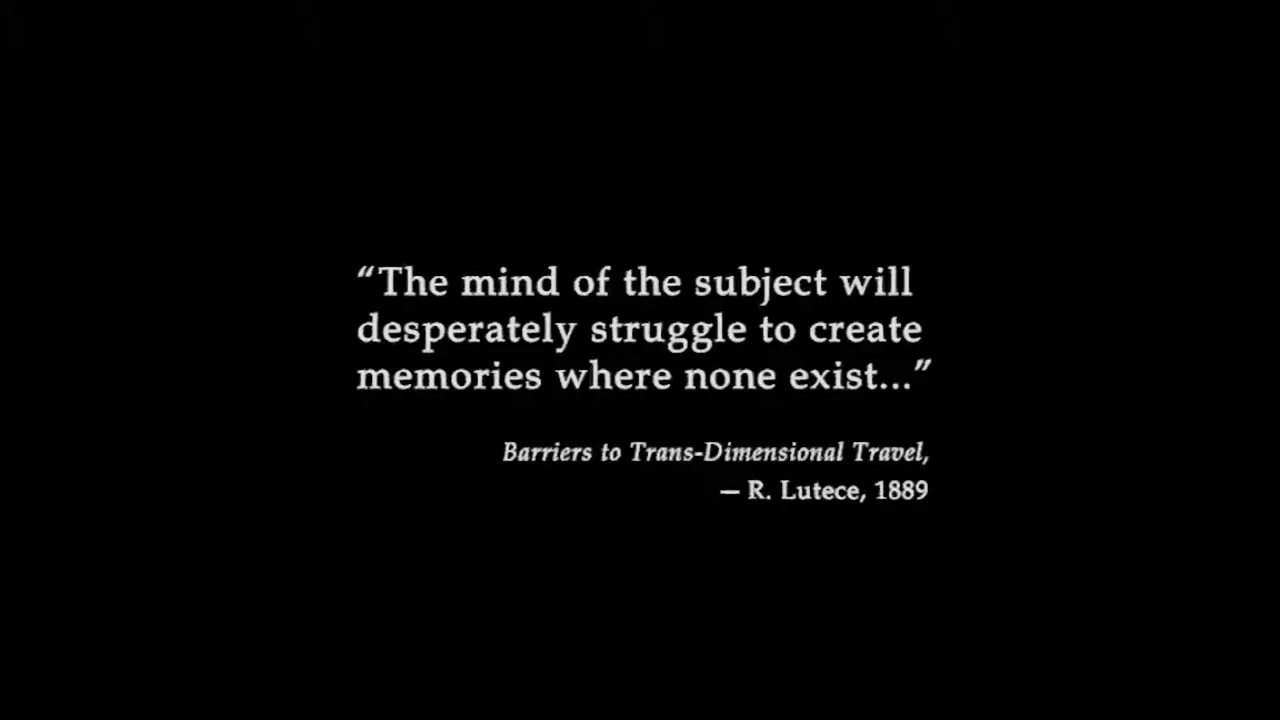 “The mind of the subject will
desperately struggle to create
memories where none exist...”
Barriers to Trans-Dimensional Travel,
— R. Lutece, 1889